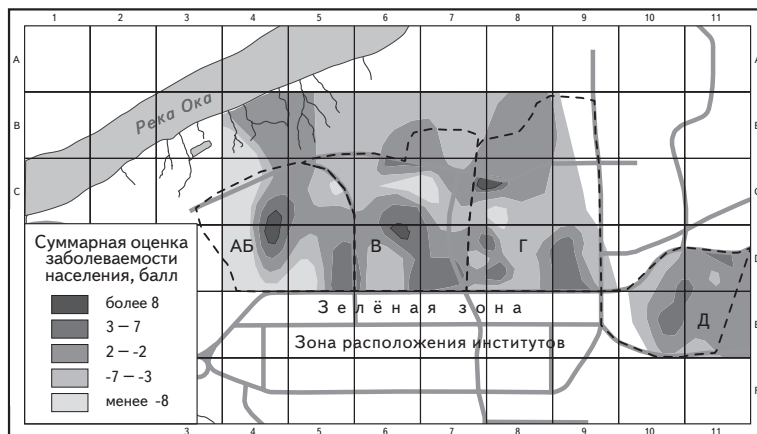 1 2 3 4 5 6 7 8 9 10 11
A A
B B
C C
D D
E E
F F
3 4 5 6 7 8 9 10 11
Река Ока
АБ
В
Г
Д
Зелёная зона
Зона расположения институтов
Суммарная оценка
заболеваемости
населения, балл
более 8
3 – 7
2 – -2
-7 – -3
менее -8